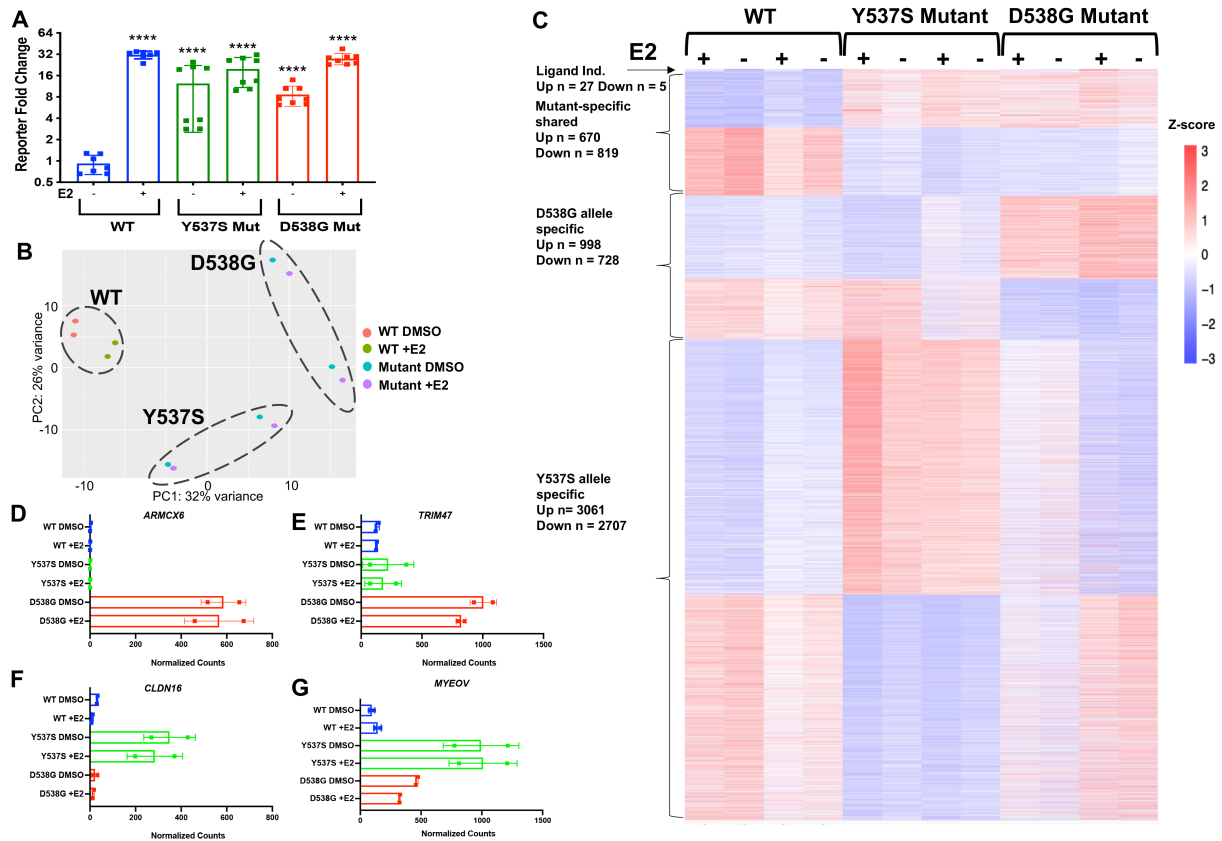 A
Reporter Fold Change
64
32
16
8
4
2
1
0.5
****
****
****
****
****
E2
- + - + - +
WT
Y537S Mut
D538G Mut
B
D538G
WT
Y537S
PC2: 26% variance
10
0
-10
-10
0
10
PC1: 32% variance
WT DMSO
WT +E2
Mutant DMSO
Mutant +E2
C
WT
Y537S Mutant
D538G Mutant
E2
+ - + - + - + - + - + -
Ligand Ind.
Up n = 27 Down n = 5
Mutant-specific
shared
Up n = 670
Down n = 819
D538G allele
specific
Up n = 998
Down n = 728
Y537S allele
specific
Up n= 3061
Down n = 2707
Z-score
3
2
1
0
−1
−2
−3
D
ARMCX6
WT DMSO
WT +E2
Y537S DMSO
Y537S +E2
D538G DMSO
D538G +E2
0 200 400 600 800
Normalized Counts
E
TRIM47
WT DMSO
WT +E2
Y537S DMSO
Y537S +E2
D538G DMSO
D538G +E2
0 500 1000 1500
Normalized Counts
F
CLDN16
WT DMSO
WT +E2
Y537S DMSO
Y537S +E2
D538G DMSO
D538G +E2
0 200 400 600 800
Normalized Counts
G
MYEOV
WT DMSO
WT +E2
Y537S DMSO
Y537S +E2
D538G DMSO
D538G +E2
0 500 1000 1500
Normalized Counts